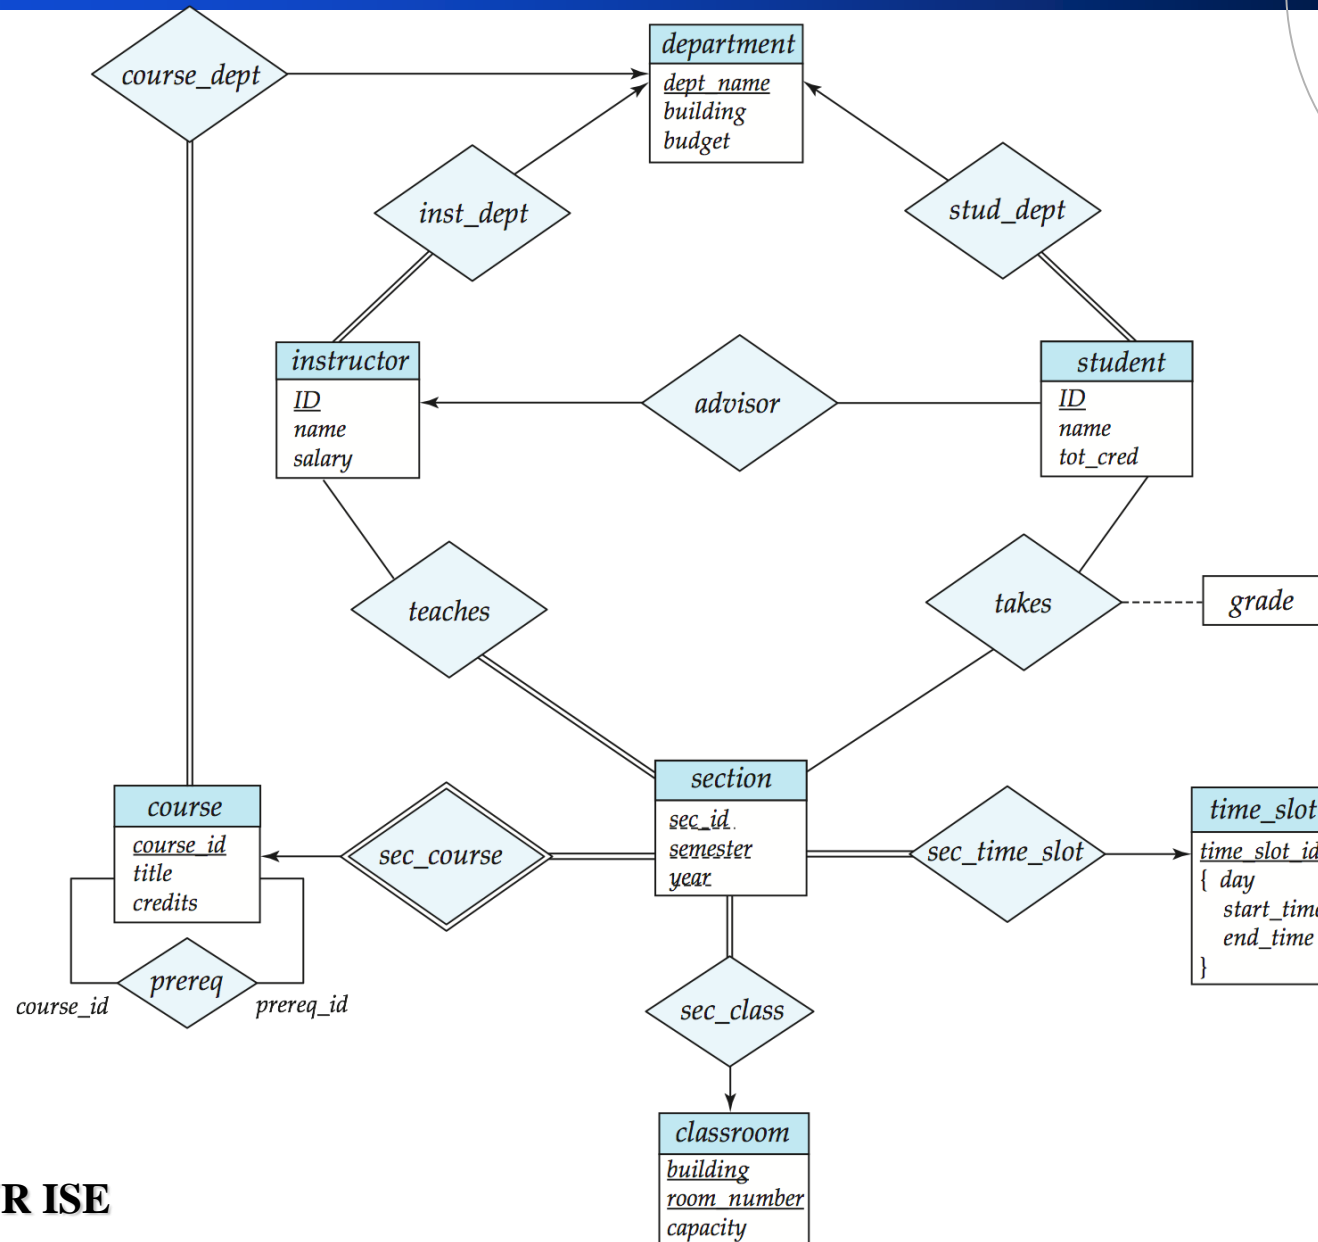 course_dept
department
dept_name
building
budget
inst_dept
stud_dept
instructor
ID
name
salary
advisor
student
ID
name
tot_cred
teaches
takes
grade
course
course_id
title
credits
sec_course
section
sec_id
semester
year
sec_time_slot
time_slot
time_slot_id
{ day
start_time
end_time
}
prereq
course_id
prereq_id
sec_class
classroom
building
room_number
capacity
R ISE